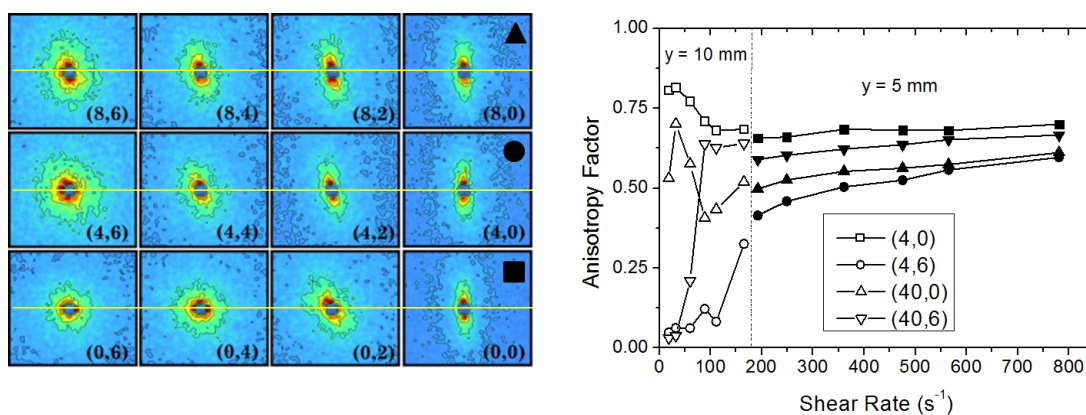 (8,6) (8,4) (8,2) (8,0)
(4,6) (4,4) (4,2) (4,0)
(0,6) (0,4) (0,2) (0,0)
1.00
0.75
0.50
0.25
0.00
Anisotropy Factor
y = 10 mm
y = 5 mm
(4,0)
(4,6)
(40,0)
(40,6)
0 100 200 300 400 500 600 700 800
Shear Rate (s⁻¹)